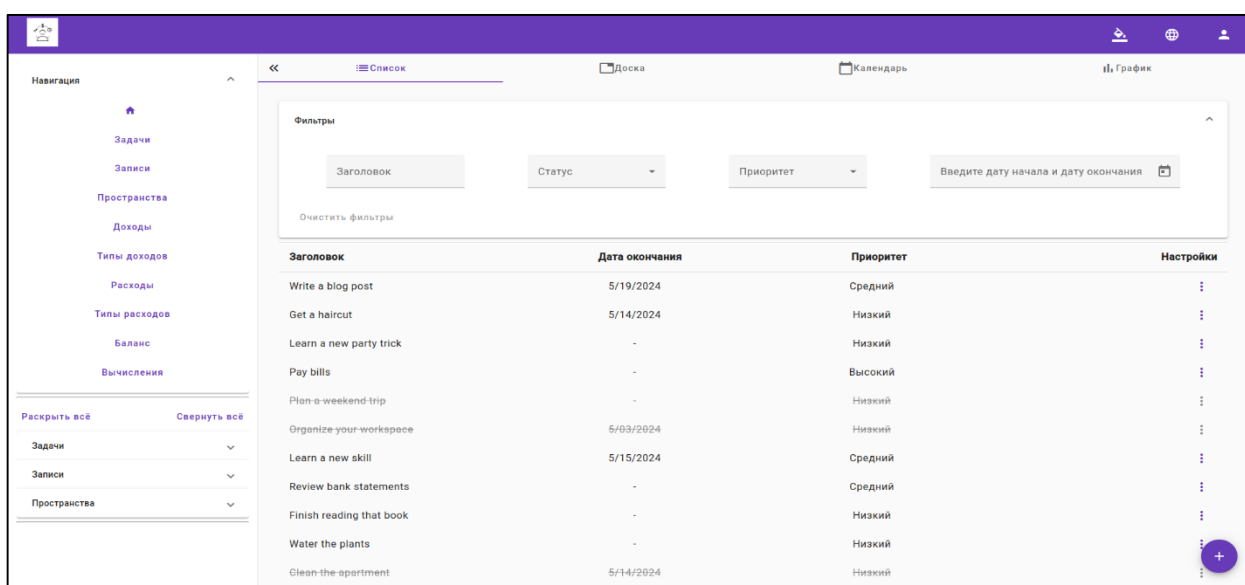 Список
Доска
Календарь
График
Навигация
Задачи
Записи
Пространства
Доходы
Типы доходов
Расходы
Типы расходов
Баланс
Вычисления
Раскрыть всё Свернуть всё
Задачи
Записи
Пространства
Фильтры
Заголовок Статус Приоритет Введите дату начала и дату окончания
Очистить фильтры
Заголовок Дата окончания Приоритет Настройки
Write a blog post 5/19/2024 Средний
Get a haircut 5/14/2024 Низкий
Learn a new party trick - Низкий
Pay bills - Высокий
Plan a weekend trip - Низкий
Organize your workspace 5/03/2024 Низкий
Learn a new skill 5/15/2024 Средний
Review bank statements - Средний
Finish reading that book - Низкий
Water the plants - Низкий
Clean the apartment 5/14/2024 Низкий